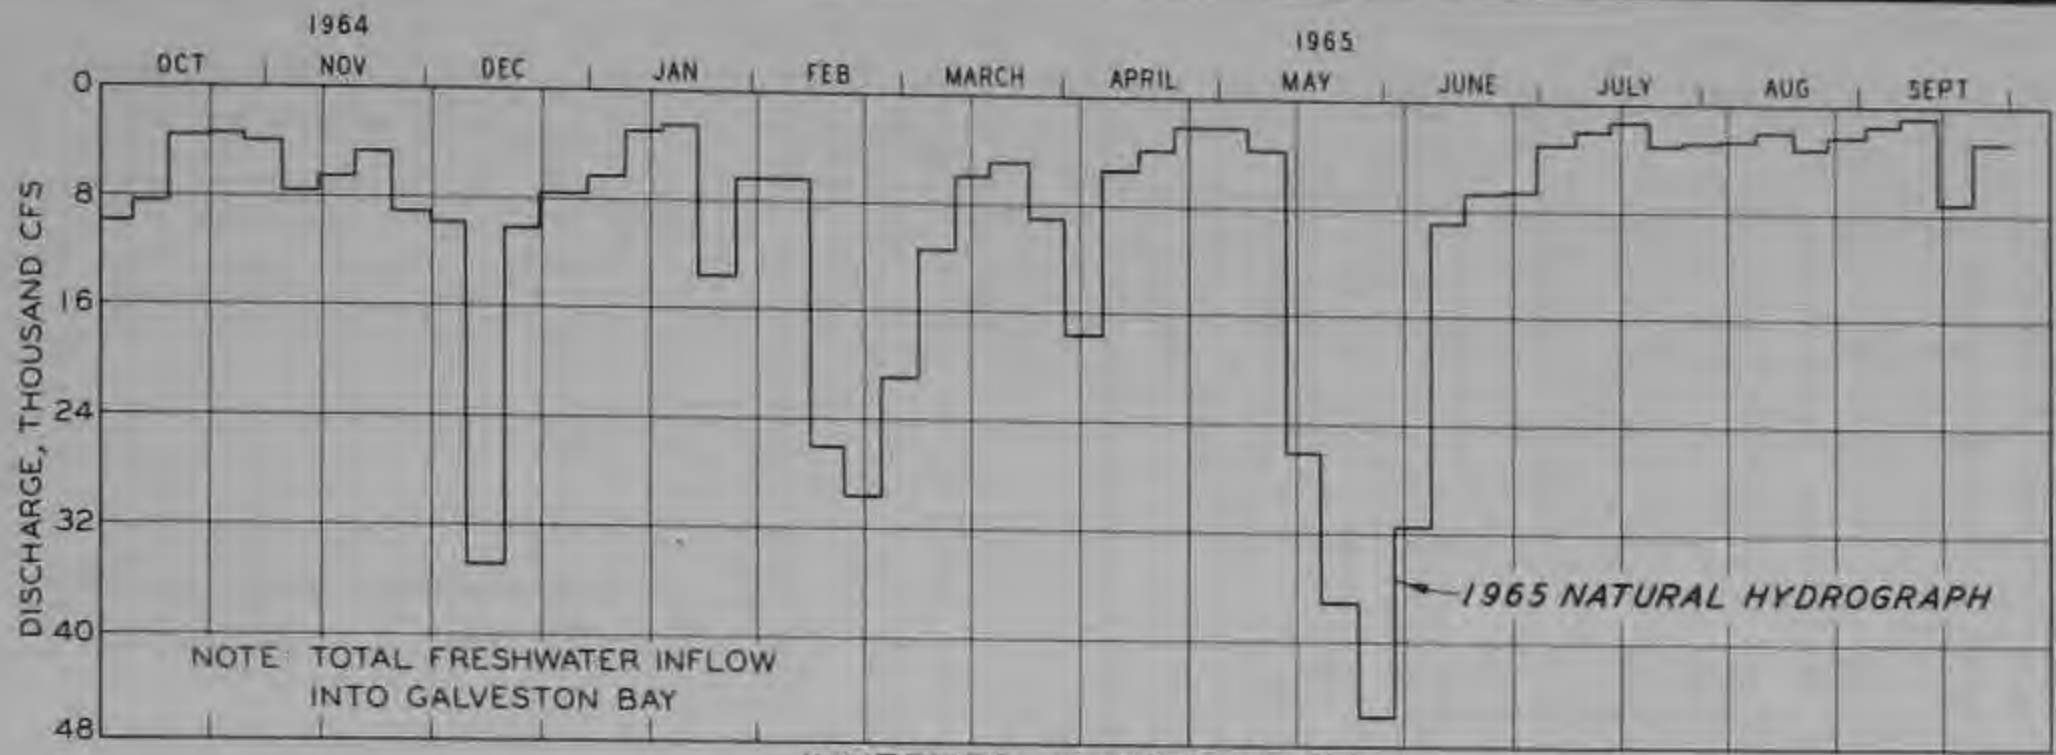 1964
1965
OCT NOV DEC JAN FEB MARCH APRIL MAY JUNE JULY AUG SEPT
0
8
16
24
32
40
48
DISCHARGE, THOUSAND CFS
1965 NATURAL HYDROGRAPH
NOTE: TOTAL FRESHWATER INFLOW
INTO GALVESTON BAY